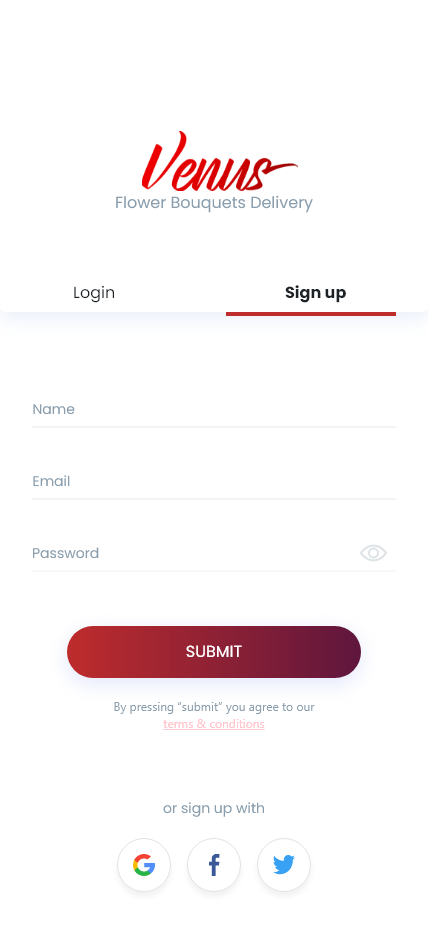 Venus
Flower Bouquets Delivery
Login
Sign up
Name
Email
Password
SUBMIT
By pressing “submit” you agree to our
terms & conditions
or sign up with